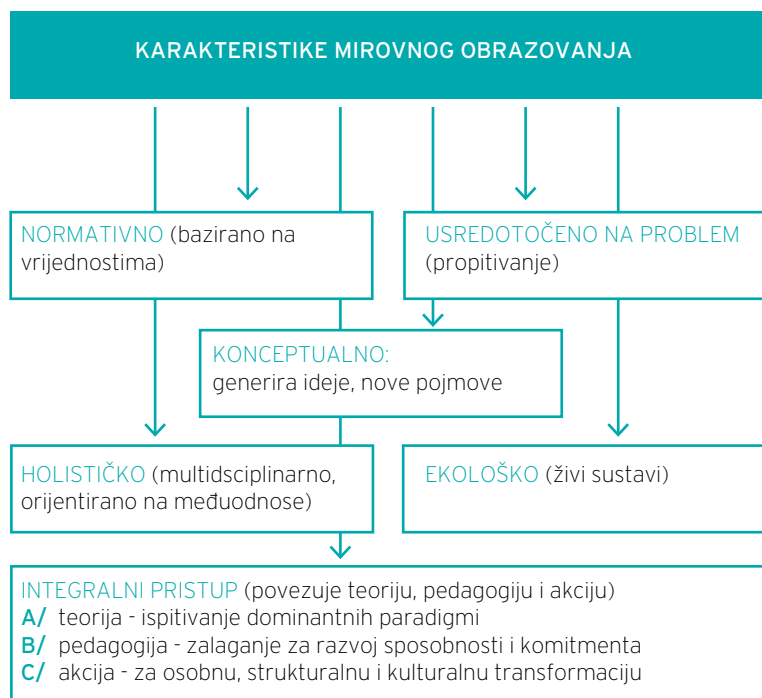 KARAKTERISTIKE MIROVNOG OBRAZOVANJA
NORMATIVNO (bazirano na
vrijednostima)
USREDOTOČENO NA PROBLEM
(propitivanje)
KONCEPTUALNO:
generira ideje, nove pojmove
HOLISTIČKO (multidsciplinarno,
orijentirano na međuodnose)
EKOLOŠKO (živi sustavi)
INTEGRALNI PRISTUP (povezuje teoriju, pedagogiju i akciju)
A/ teorija - ispitivanje dominantnih paradigmi
B/ pedagogija - zalaganje za razvoj sposobnosti i komitmenta
C/ akcija - za osobnu, strukturalnu i kulturalnu transformaciju